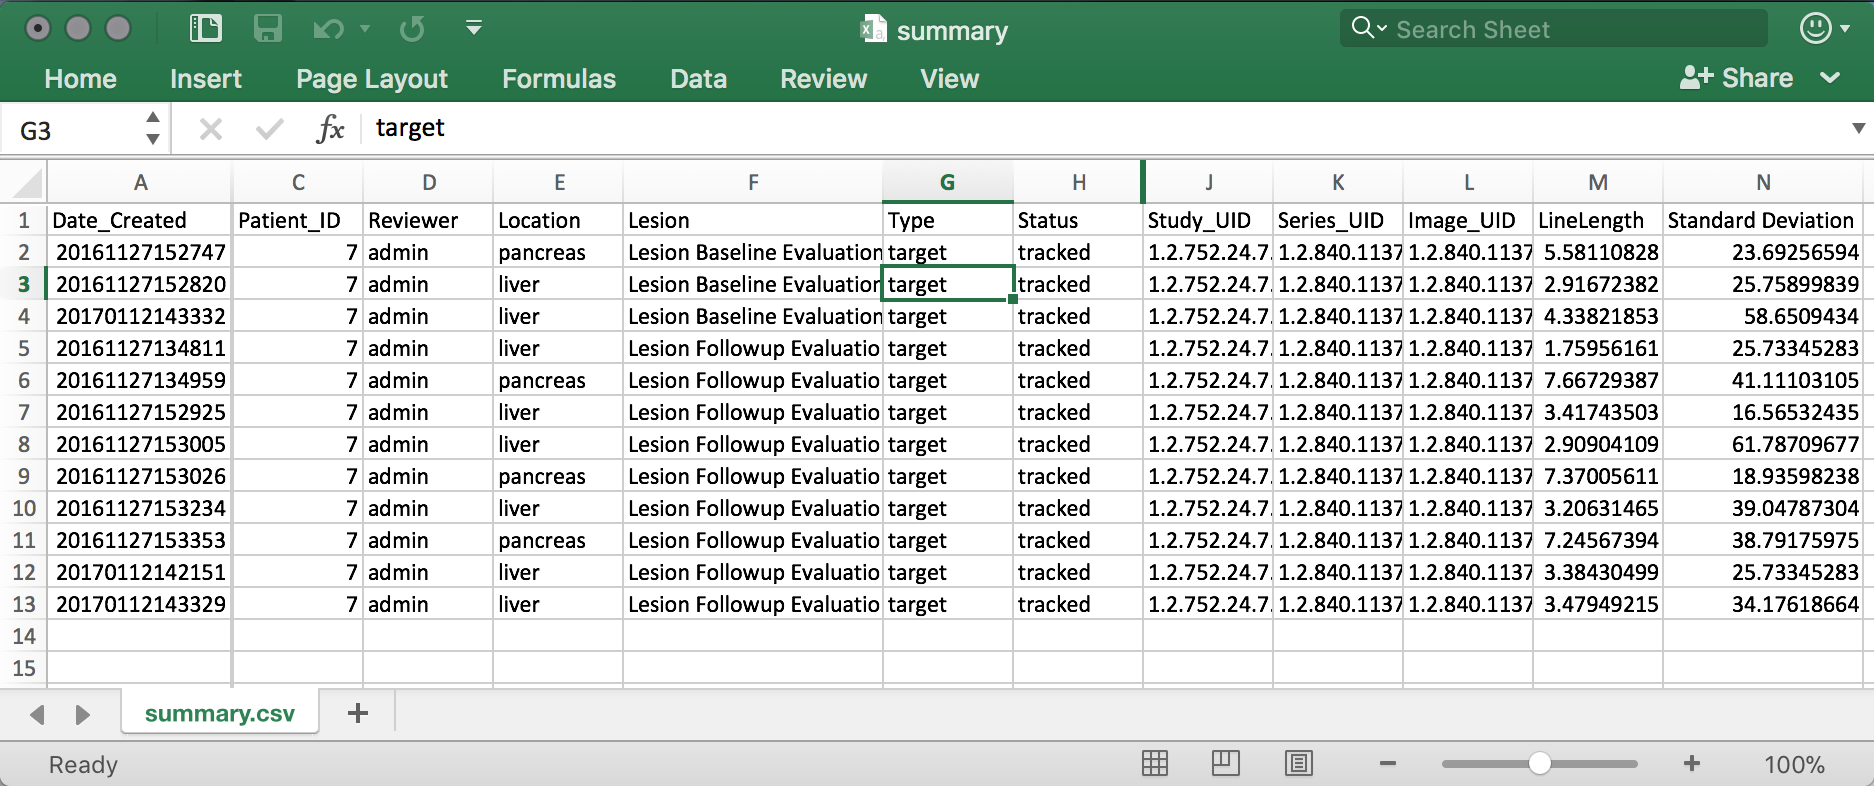 summary
Search Sheet
Home Insert Page Layout Formulas Data Review View Share
G3 fx target
A C D E F G H J K L M N
1 Date_Created Patient_ID Reviewer Location Lesion Type Status Study_UID Series_UID Image_UID LineLength Standard Deviation
2 20161127152747 7 admin pancreas Lesion Baseline Evaluation target tracked 1.2.752.24.7. 1.2.840.1137 1.2.840.1137 5.58110828 23.69256594
3 20161127152820 7 admin liver Lesion Baseline Evaluation target tracked 1.2.752.24.7. 1.2.840.1137 1.2.840.1137 2.91672382 25.75899839
4 20170112143332 7 admin liver Lesion Baseline Evaluation target tracked 1.2.752.24.7. 1.2.840.1137 1.2.840.1137 4.33821853 58.6509434
5 20161127134811 7 admin liver Lesion Followup Evaluatio target tracked 1.2.752.24.7. 1.2.840.1137 1.2.840.1137 1.75956161 25.73345283
6 20161127134959 7 admin pancreas Lesion Followup Evaluatio target tracked 1.2.752.24.7. 1.2.840.1137 1.2.840.1137 7.66729387 41.11103105
7 20161127152925 7 admin liver Lesion Followup Evaluatio target tracked 1.2.752.24.7. 1.2.840.1137 1.2.840.1137 3.41743503 16.56532435
8 20161127153005 7 admin liver Lesion Followup Evaluatio target tracked 1.2.752.24.7. 1.2.840.1137 1.2.840.1137 2.90904109 61.78709677
9 20161127153026 7 admin pancreas Lesion Followup Evaluatio target tracked 1.2.752.24.7. 1.2.840.1137 1.2.840.1137 7.37005611 18.93598238
10 20161127153234 7 admin liver Lesion Followup Evaluatio target tracked 1.2.752.24.7. 1.2.840.1137 1.2.840.1137 3.20631465 39.04787304
11 20161127153353 7 admin pancreas Lesion Followup Evaluatio target tracked 1.2.752.24.7. 1.2.840.1137 1.2.840.1137 7.24567394 38.79175975
12 20170112142151 7 admin liver Lesion Followup Evaluatio target tracked 1.2.752.24.7. 1.2.840.1137 1.2.840.1137 3.38430499 25.73345283
13 20170112143329 7 admin liver Lesion Followup Evaluatio target tracked 1.2.752.24.7. 1.2.840.1137 1.2.840.1137 3.47949215 34.17618664
14
15
summary.csv +
Ready 100%